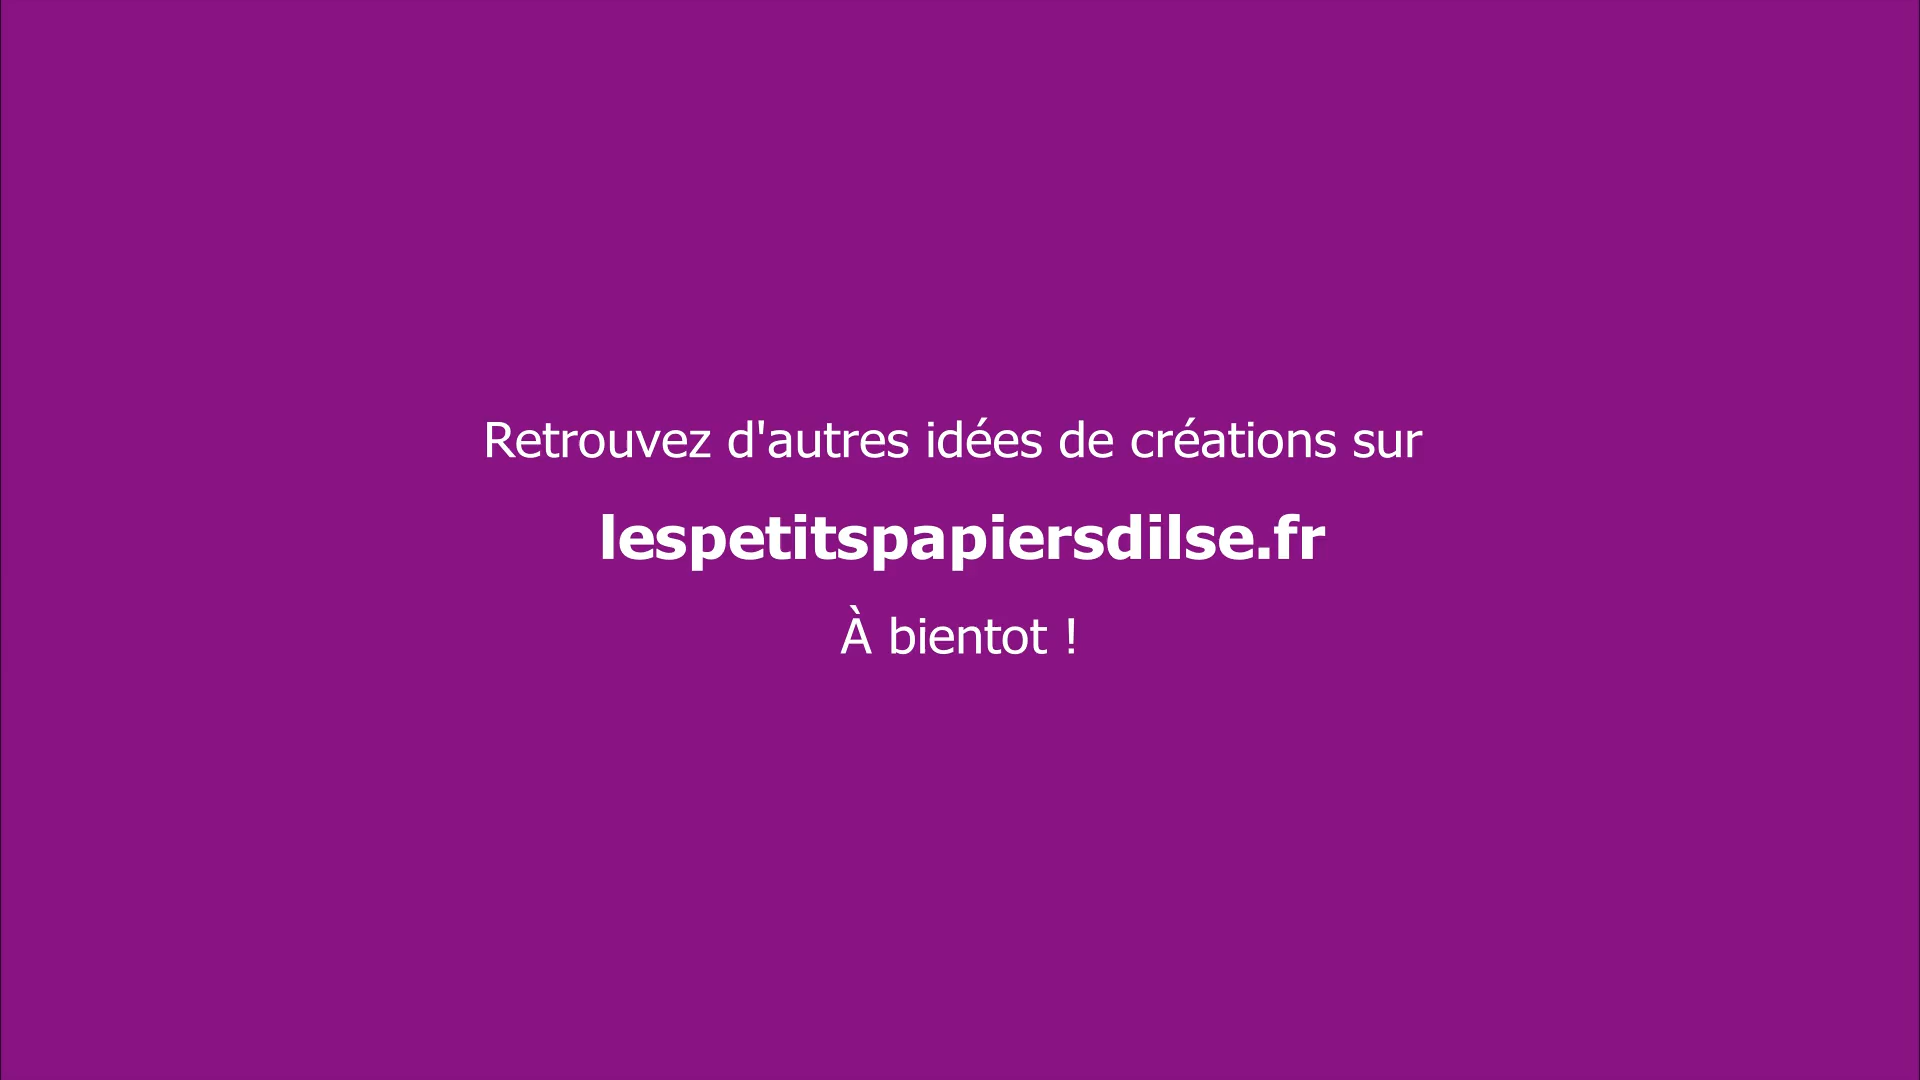 Retrouvez d'autres idées de créations sur
lespetitspapiersdilse.fr
À bientot !